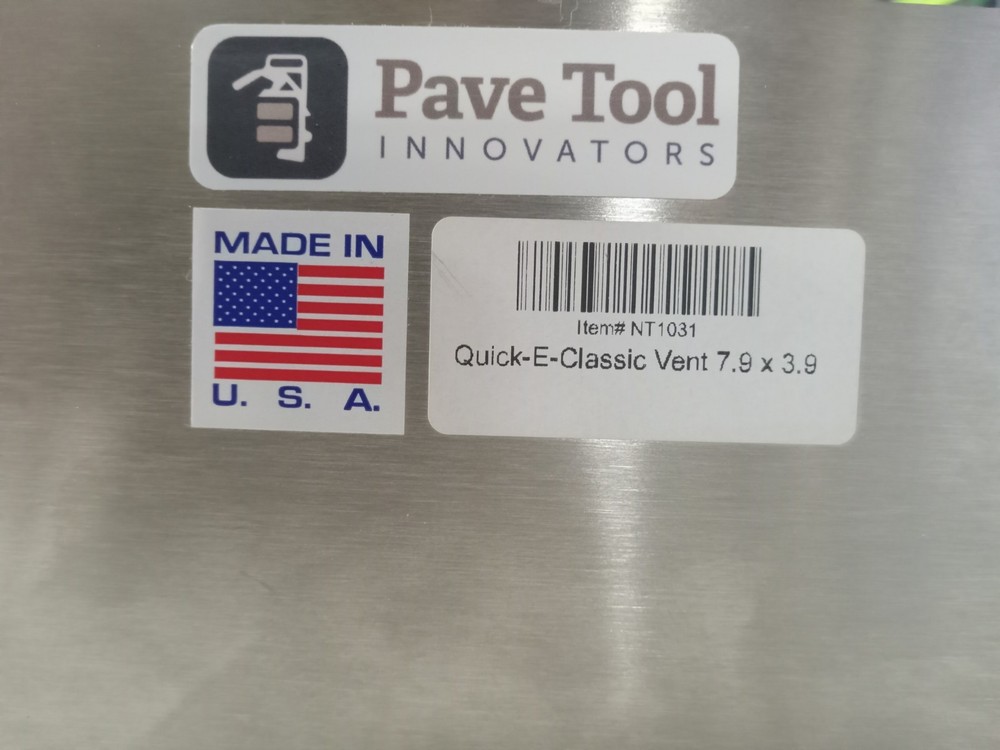 Pave Tool
INNOVATORS
MADE IN
U. S. A.
Item# NT1031
Quick-E-Classic Vent 7.9 x 3.9